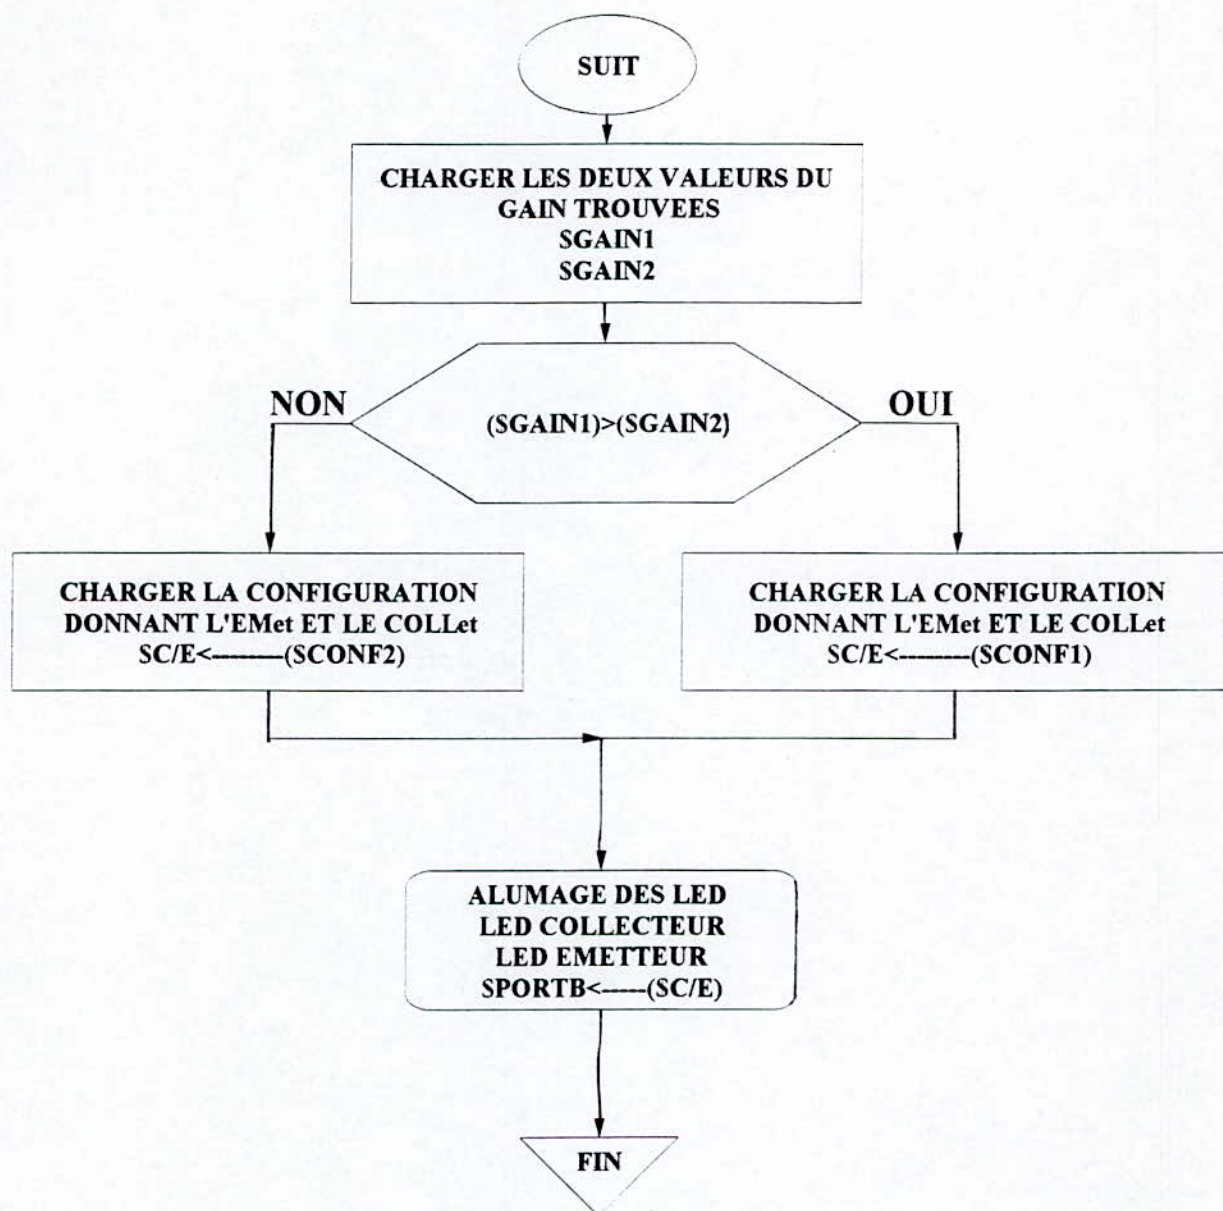 SUIT
CHARGER LES DEUX VALEURS DU
GAIN TROUVEES
SGAIN1
SGAIN2
NON
(SGAIN1)>(SGAIN2)
OUI
CHARGER LA CONFIGURATION
DONNANT L'EMet ET LE COLLet
SC/E<---------(SCONF2)
CHARGER LA CONFIGURATION
DONNANT L'EMet ET LE COLLet
SC/E<---------(SCONF1)
ALUMAGE DES LED
LED COLLECTEUR
LED EMETTEUR
SPORTB<-----(SC/E)
FIN